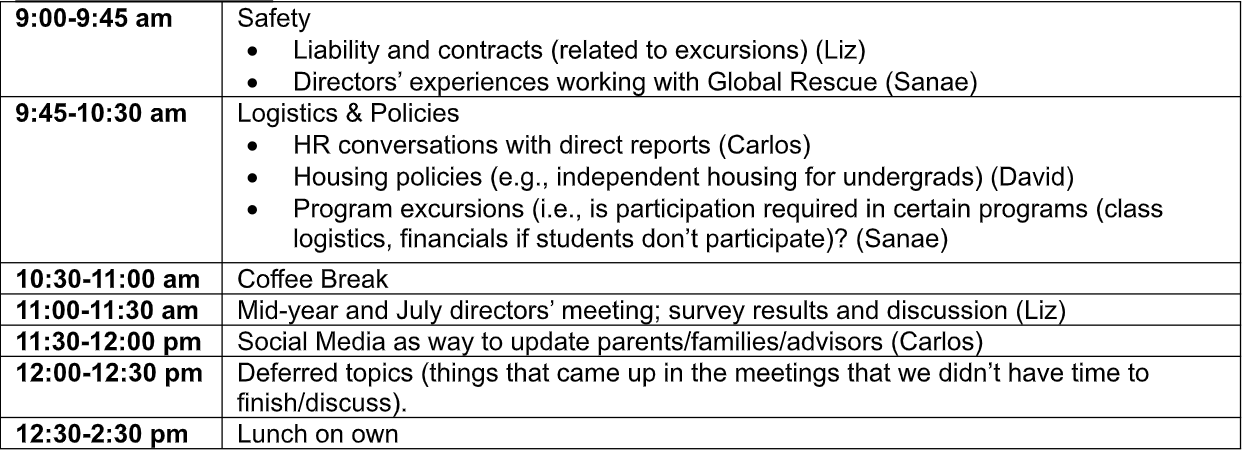 9:00-9:45 am Safety
• Liability and contracts (related to excursions) (Liz)
• Directors’ experiences working with Global Rescue (Sanae)
9:45-10:30 am Logistics & Policies
• HR conversations with direct reports (Carlos)
• Housing policies (e.g., independent housing for undergrads) (David)
• Program excursions (i.e., is participation required in certain programs (class
logistics, financials if students don’t participate)? (Sanae)
10:30-11:00 am Coffee Break
11:00-11:30 am Mid-year and July directors’ meeting; survey results and discussion (Liz)
11:30-12:00 pm Social Media as way to update parents/families/advisors (Carlos)
12:00-12:30 pm Deferred topics (things that came up in the meetings that we didn’t have time to
finish/discuss).
12:30-2:30 pm Lunch on own